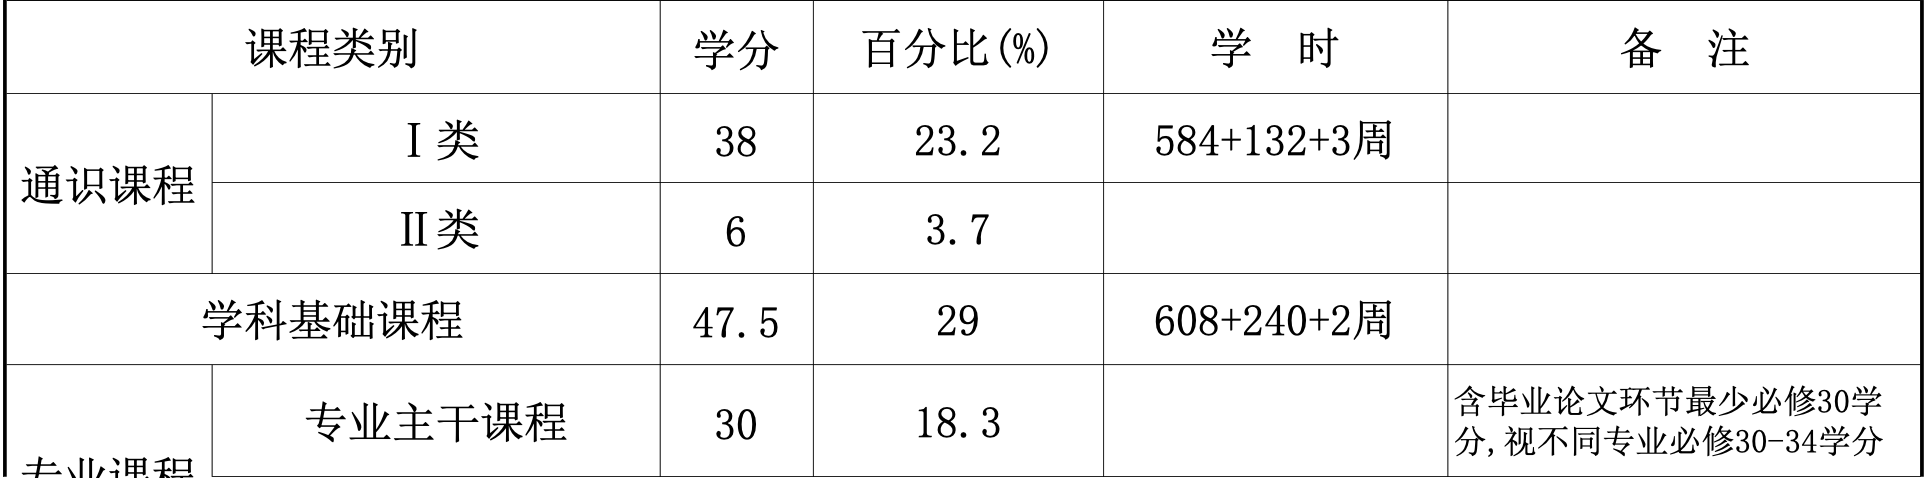 课程类别 学分 百分比(%) 学 时 备 注
通识课程 I 类 38 23.2 584+132+3周
II类 6 3.7
学科基础课程 47.5 29 608+240+2周
专业课程 专业主干课程 30 18.3 含毕业论文环节最少必修30学
分,视不同专业必修30-34学分